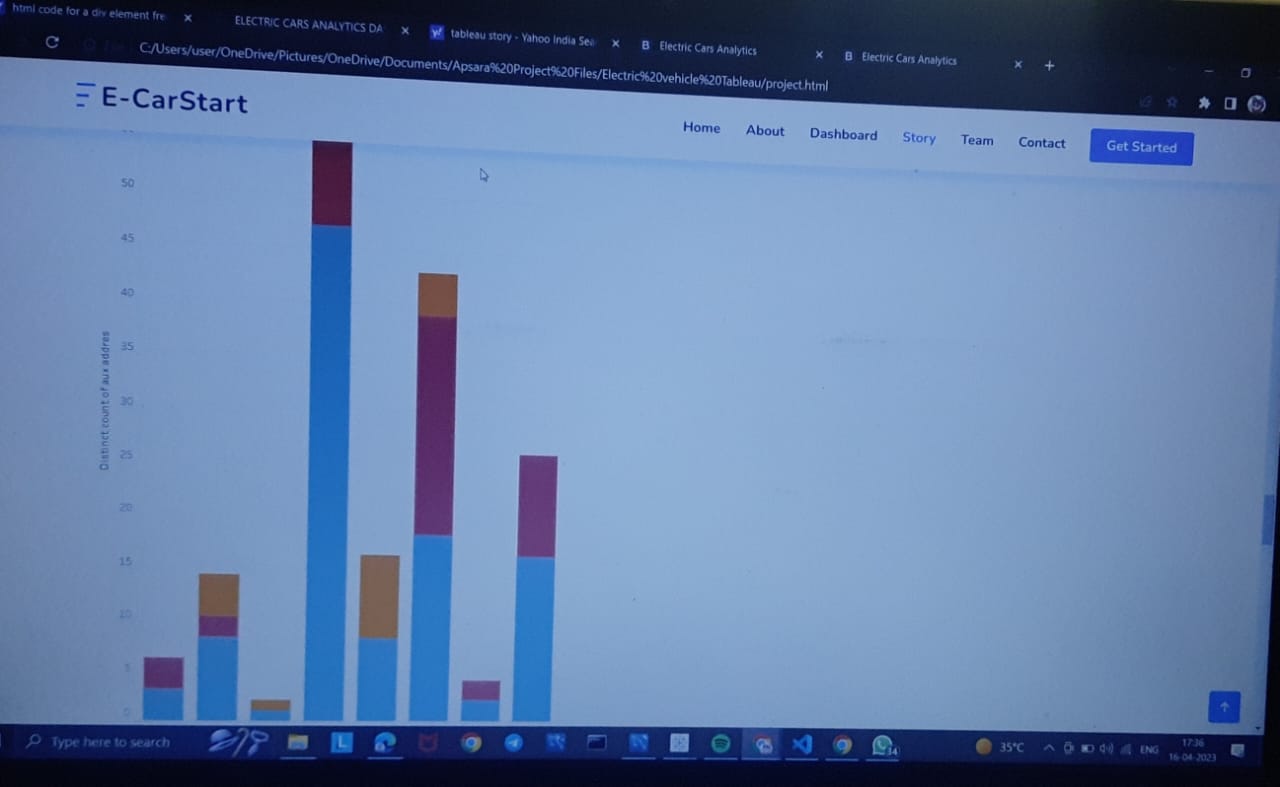 html code for a div element fre
ELECTRIC CARS ANALYTICS DA
tableau story - Yahoo India Sea
B Electric Cars Analytics
B Electric Cars Analytics
C:/Users/user/OneDrive/Pictures/OneDrive/Documents/Apsara%20Project%20Files/Electric%20vehicle%20Tableau/project.html
E-CarStart
Home
About
Dashboard
Story
Team
Contact
Get Started
50
45
40
35
30
25
20
15
10
5
0
Distinct count of aux addres
Type here to search
L
34
35°C
ENG
17:36
16-04-2023